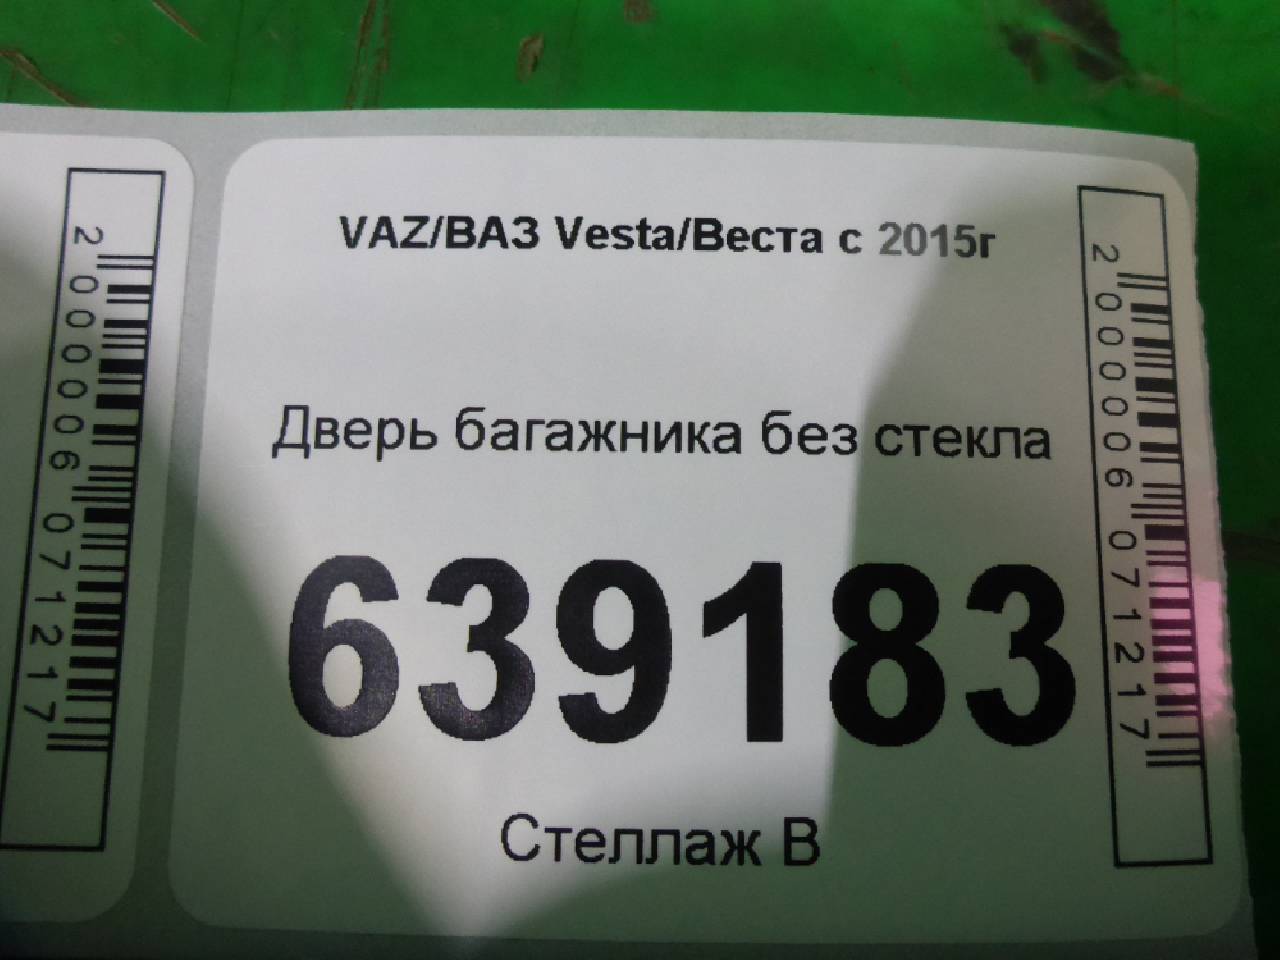 2000006071217
VAZ/ВАЗ Vesta/Веста с 2015г
Дверь багажника без стекла
639183
Стеллаж В
2000006071217